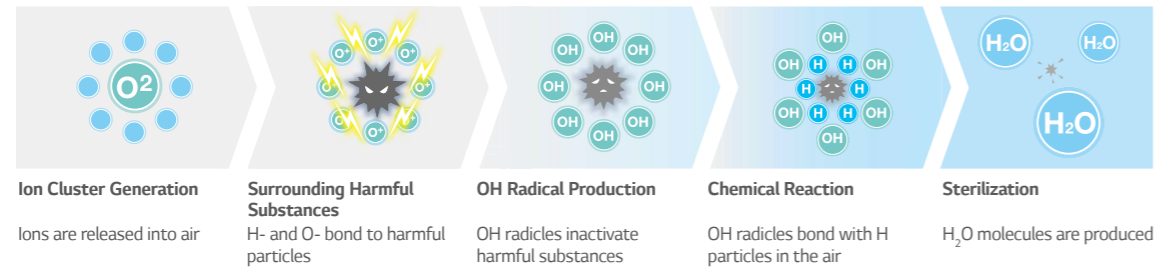 O²
O⁺ O⁺ O⁺ O⁺ O⁺ O⁺ O⁺ O⁺
OH OH OH OH OH OH OH OH
OH OH OH OH OH OH H H H H H H
H₂O H₂O H₂O
Ion Cluster Generation
Ions are released into air
Surrounding Harmful
Substances
H- and O- bond to harmful
particles
OH Radical Production
OH radicles inactivate
harmful substances
Chemical Reaction
OH radicles bond with H
particles in the air
Sterilization
H₂O molecules are produced